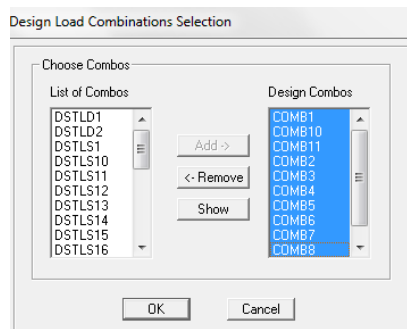 Design Load Combinations Selection
Choose Combos
List of Combos
DSTLD1
DSTLD2
DSTLS1
DSTLS10
DSTLS11
DSTLS12
DSTLS13
DSTLS14
DSTLS15
DSTLS16
Add ->
<- Remove
Show
Design Combos
COMB1
COMB10
COMB11
COMB2
COMB3
COMB4
COMB5
COMB6
COMB7
COMB8
OK
Cancel